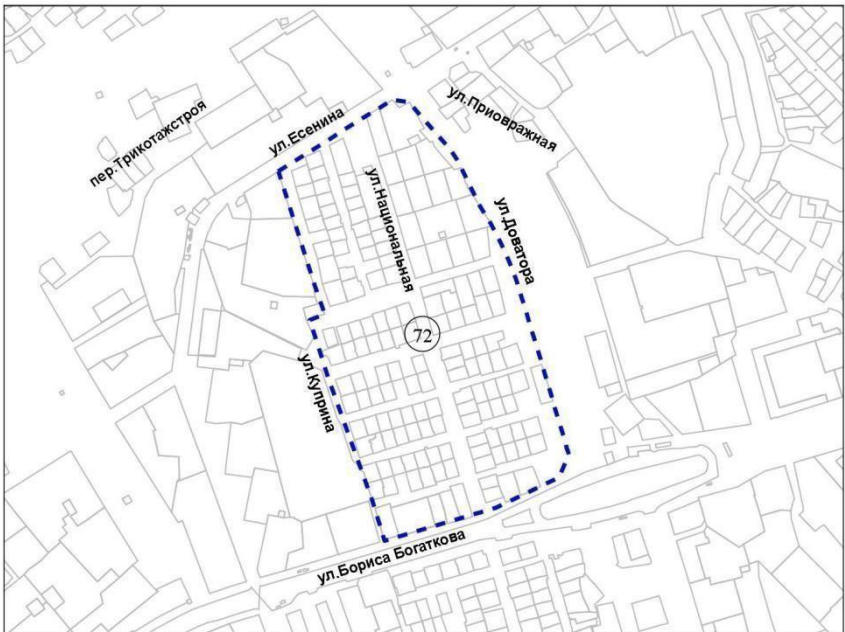 ул.Приовражная
пер.Трикотажстроя
ул.Есенина
ул.Национальная
ул.Доватора
72
ул.Куприна
ул.Бориса Богаткова